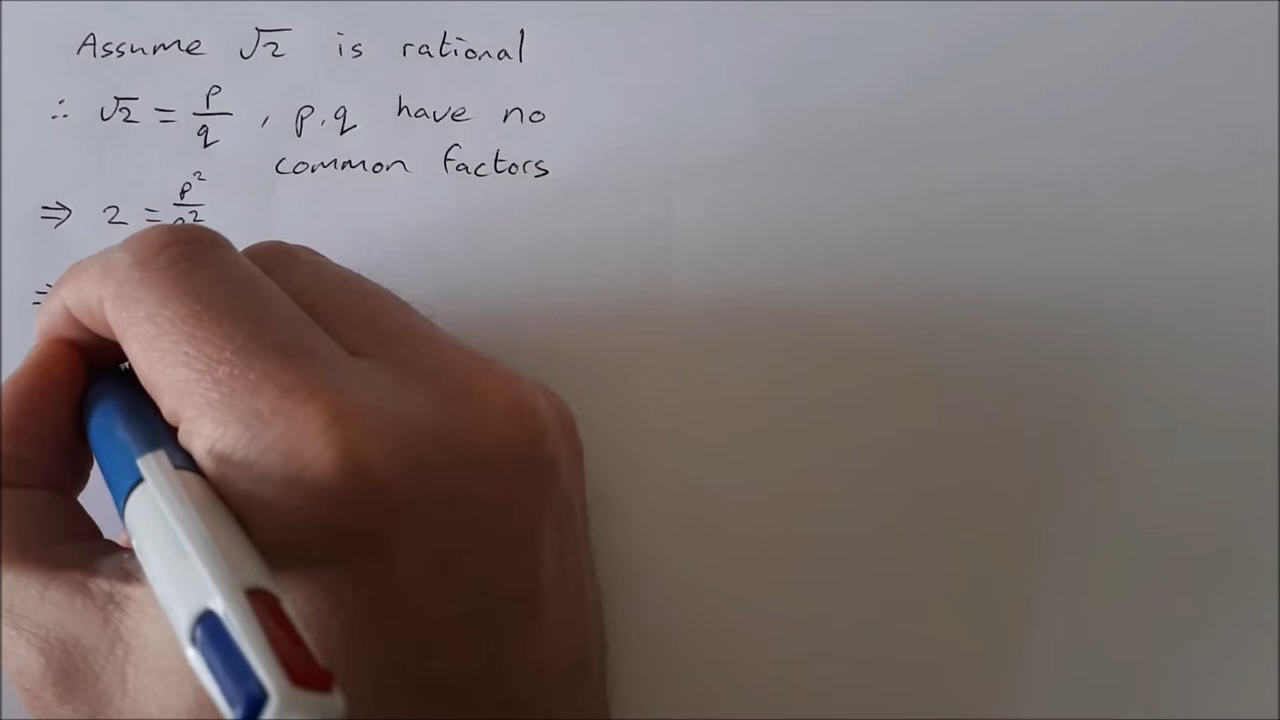 Assume √2 is rational
∴ √2 = p/q , p,q have no
common factors
⇒ 2 = p²/q²
⇒